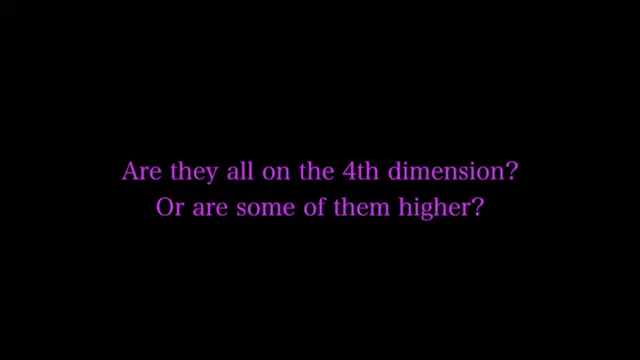 Are they all on the 4th dimension?
Or are some of them higher?